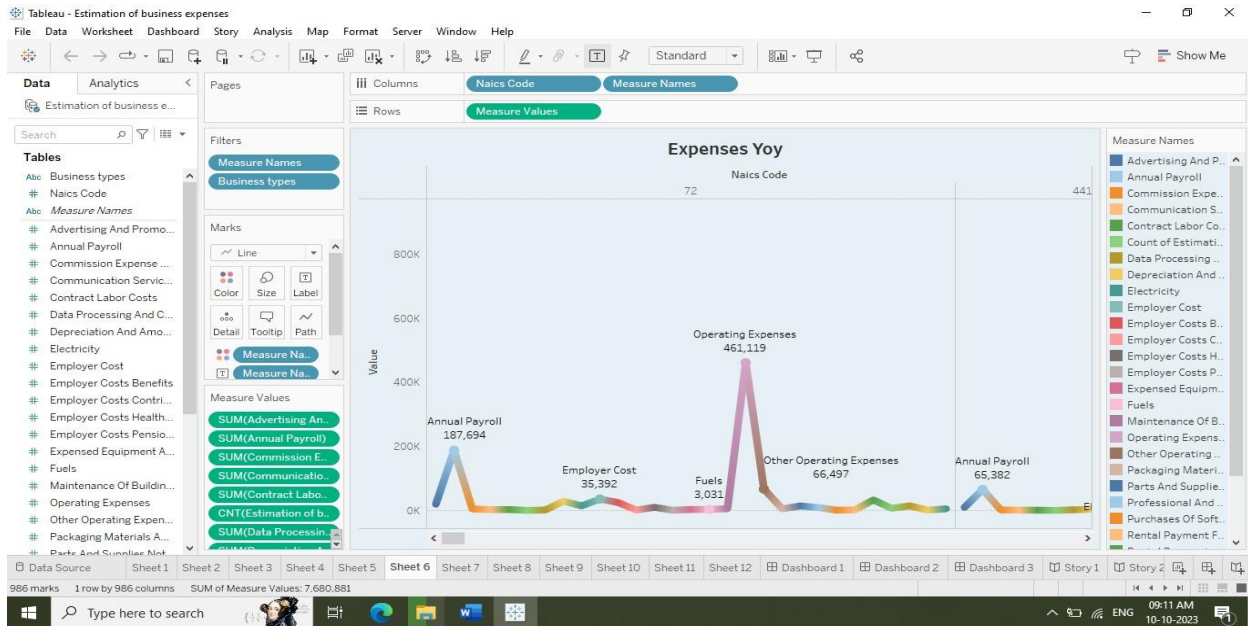 Tableau - Estimation of business expenses
File Data Worksheet Dashboard Story Analysis Map Format Server Window Help
Standard
Show Me
Data Analytics
Estimation of business e...
Search
Tables
Abc Business types
# Naics Code
Abc Measure Names
# Advertising And Promo...
# Annual Payroll
# Commission Expense ...
# Communication Servic...
# Contract Labor Costs
# Data Processing And C...
# Depreciation And Amo...
# Electricity
# Employer Cost
# Employer Costs Benefits
# Employer Costs Contri...
# Employer Costs Health...
# Employer Costs Pensio...
# Expensed Equipment A...
# Fuels
# Maintenance Of Buildin...
# Operating Expenses
# Other Operating Expen...
# Packaging Materials A...
# Parts And Supplies Not
Pages
Filters
Measure Names
Business types
Marks
Line
Color Size Label
Detail Tooltip Path
Measure Na..
Measure Na..
Measure Values
SUM(Advertising An..
SUM(Annual Payroll)
SUM(Commission E..
SUM(Communicatio..
SUM(Contract Labo..
CNT(Estimation of b..
SUM(Data Processin..
Columns
Naics Code Measure Names
Rows
Measure Values
Expenses Yoy
Naics Code
72 441
Value
800K
600K
400K
200K
0K
Annual Payroll
187,694
Employer Cost
35,392
Fuels
3,031
Operating Expenses
461,119
Other Operating Expenses
66,497
Annual Payroll
65,382
Measure Names
Advertising And P..
Annual Payroll
Commission Expe..
Communication S..
Contract Labor Co..
Count of Estimati..
Data Processing ..
Depreciation And ..
Electricity
Employer Cost
Employer Costs B..
Employer Costs C..
Employer Costs H..
Employer Costs P..
Expensed Equipm..
Fuels
Maintenance Of B..
Operating Expens..
Other Operating ..
Packaging Materi..
Parts And Supplie..
Professional And ..
Purchases Of Soft..
Rental Payment F..
Data Source Sheet 1 Sheet 2 Sheet 3 Sheet 4 Sheet 5 Sheet 6 Sheet 7 Sheet 8 Sheet 9 Sheet 10 Sheet 11 Sheet 12 Dashboard 1 Dashboard 2 Dashboard 3 Story 1 Story 2
986 marks 1 row by 986 columns SUM of Measure Values: 7,680,881
Type here to search
ENG
09:11 AM
10-10-2023